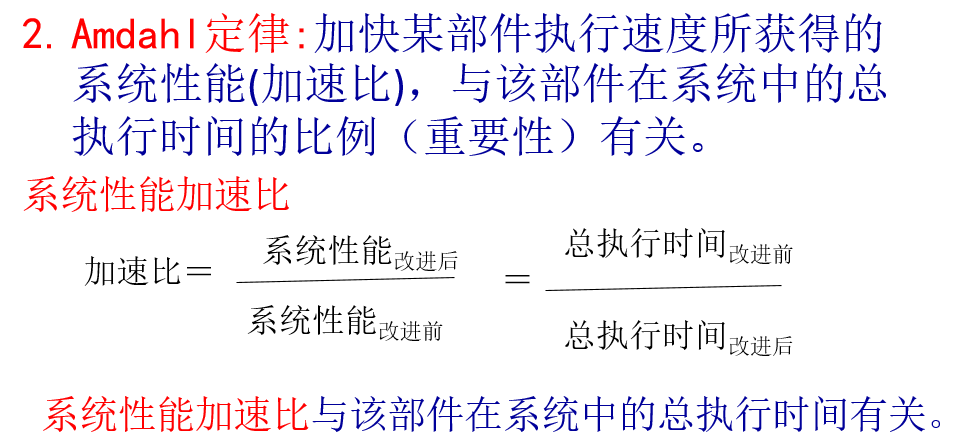 2. Amdahl定律:加快某部件执行速度所获得的
系统性能(加速比)，与该部件在系统中的总
执行时间的比例（重要性）有关。
系统性能加速比
加速比＝ 系统性能改进后 ＝ 总执行时间改进前
系统性能改进前 总执行时间改进后
系统性能加速比与该部件在系统中的总执行时间有关。